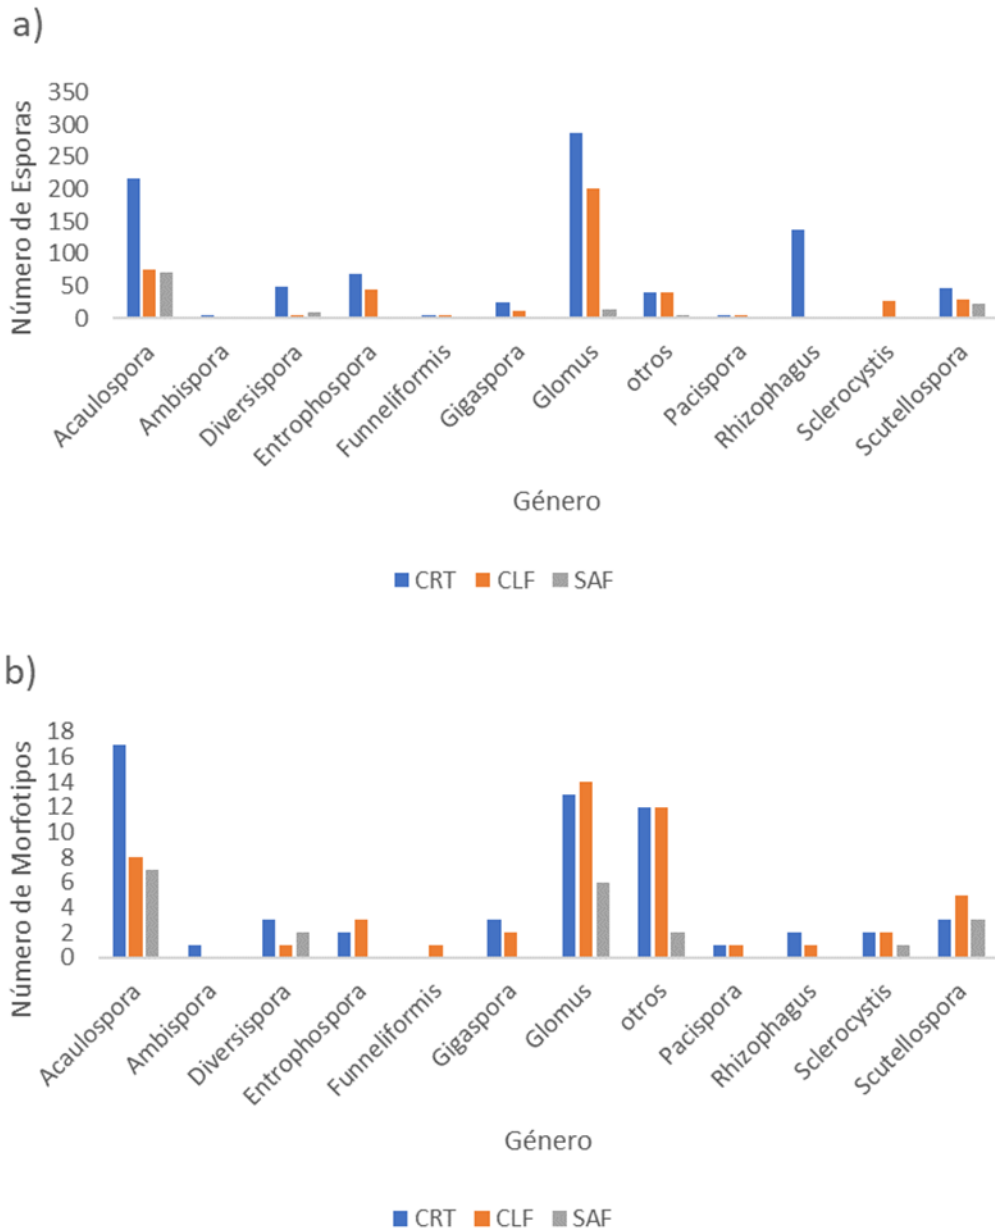 a)
Número de Esporas
350
300
250
200
150
100
50
0
Acaulospora
Ambispora
Diversispora
Entrophospora
Funneliformis
Gigaspora
Glomus
otros
Pacispora
Rhizophagus
Sclerocystis
Scutellospora
Género
CRT CLF SAF
b)
Número de Morfotipos
18
16
14
12
10
8
6
4
2
0
Acaulospora
Ambispora
Diversispora
Entrophospora
Funneliformis
Gigaspora
Glomus
otros
Pacispora
Rhizophagus
Sclerocystis
Scutellospora
Género
CRT CLF SAF